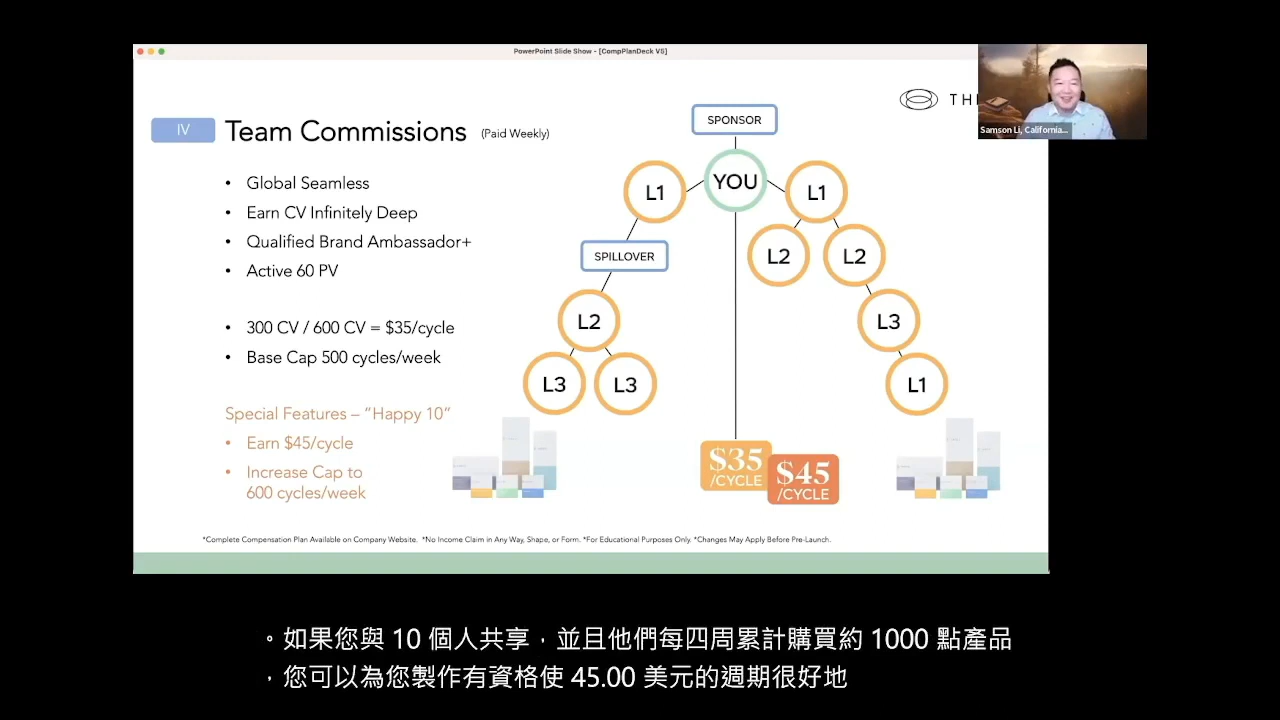 PowerPoint Slide Show - [CompPlanDeck V5]
TH
Samson Li, California...
IV
Team Commissions (Paid Weekly)
• Global Seamless
• Earn CV Infinitely Deep
• Qualified Brand Ambassador+
• Active 60 PV
• 300 CV / 600 CV = $35/cycle
• Base Cap 500 cycles/week
Special Features – “Happy 10”
• Earn $45/cycle
• Increase Cap to
600 cycles/week
SPONSOR
YOU
L1
L1
SPILLOVER
L2
L2
L2
L3
L3
L3
L1
$35
/CYCLE
$45
/CYCLE
*Complete Compensation Plan Available on Company Website. *No Income Claim in Any Way, Shape, or Form. *For Educational Purposes Only. *Changes May Apply Before Pre-Launch.
。如果您與 10 個人共享，並且他們每四周累計購買約 1000 點產品
，您可以為您製作有資格使 45.00 美元的週期很好地